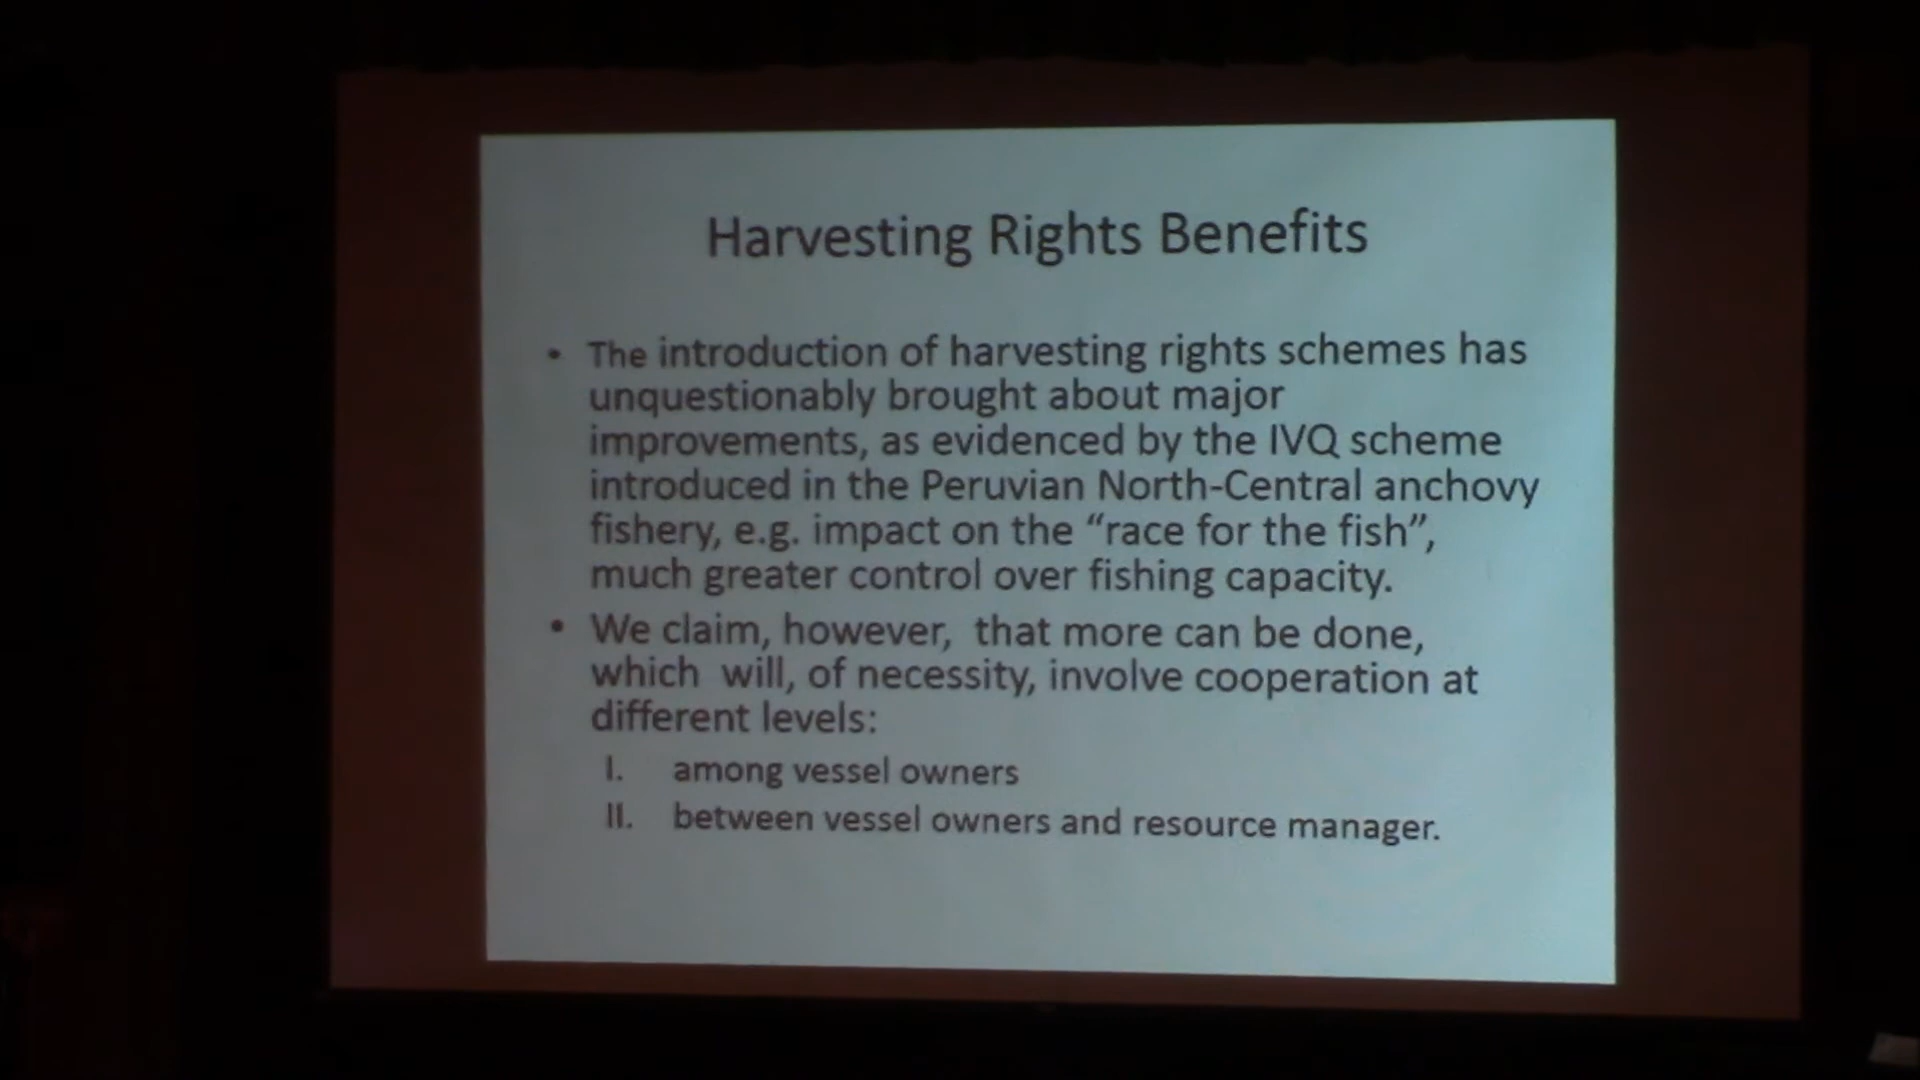 Harvesting Rights Benefits
• The introduction of harvesting rights schemes has
unquestionably brought about major
improvements, as evidenced by the IVQ scheme
introduced in the Peruvian North-Central anchovy
fishery, e.g. impact on the “race for the fish”,
much greater control over fishing capacity.
• We claim, however, that more can be done,
which will, of necessity, involve cooperation at
different levels:
I. among vessel owners
II. between vessel owners and resource manager.